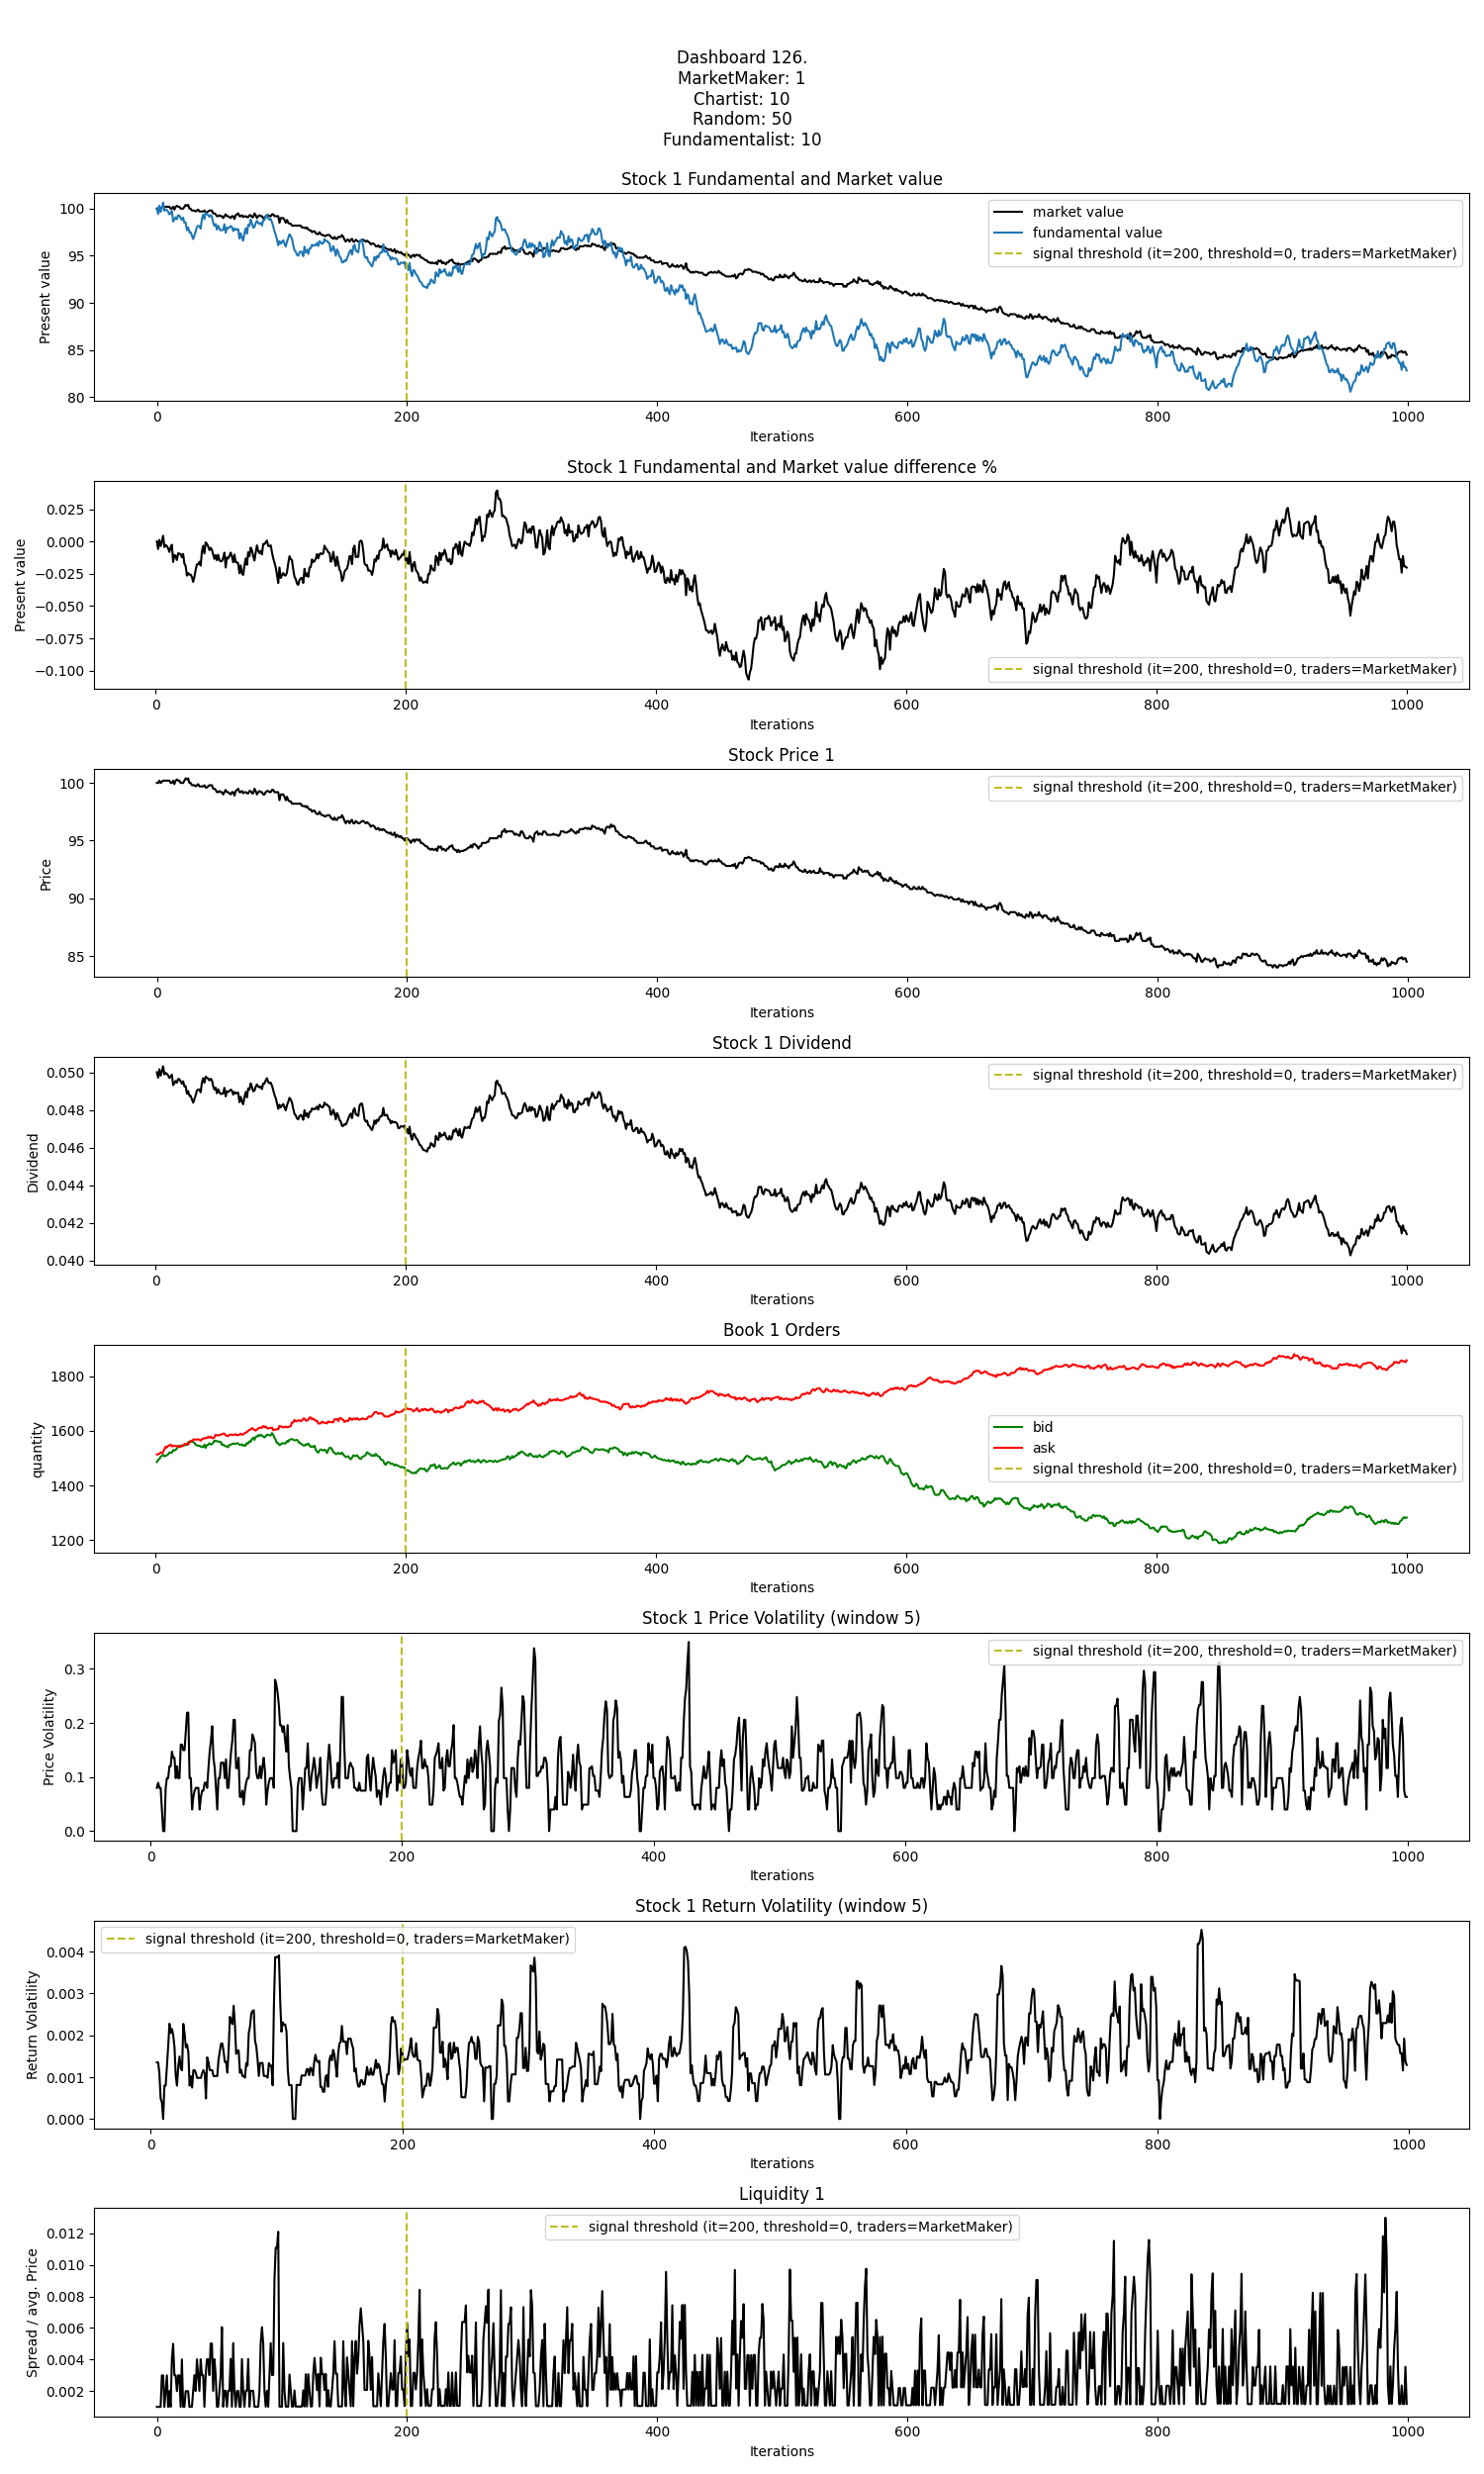 Dashboard 126.
MarketMaker: 1
Chartist: 10
Random: 50
Fundamentalist: 10
Stock 1 Fundamental and Market value
Present value
100
95
90
85
80
market value
fundamental value
signal threshold (it=200, threshold=0, traders=MarketMaker)
0 200 400 600 800 1000
Iterations
Stock 1 Fundamental and Market value difference %
Present value
0.025
0.000
−0.025
−0.050
−0.075
−0.100
signal threshold (it=200, threshold=0, traders=MarketMaker)
0 200 400 600 800 1000
Iterations
Stock Price 1
Price
100
95
90
85
signal threshold (it=200, threshold=0, traders=MarketMaker)
0 200 400 600 800 1000
Iterations
Stock 1 Dividend
Dividend
0.050
0.048
0.046
0.044
0.042
0.040
signal threshold (it=200, threshold=0, traders=MarketMaker)
0 200 400 600 800 1000
Iterations
Book 1 Orders
quantity
1800
1600
1400
1200
bid
ask
signal threshold (it=200, threshold=0, traders=MarketMaker)
0 200 400 600 800 1000
Iterations
Stock 1 Price Volatility (window 5)
Price Volatility
0.3
0.2
0.1
0.0
signal threshold (it=200, threshold=0, traders=MarketMaker)
0 200 400 600 800 1000
Iterations
Stock 1 Return Volatility (window 5)
Return Volatility
0.004
0.003
0.002
0.001
0.000
signal threshold (it=200, threshold=0, traders=MarketMaker)
0 200 400 600 800 1000
Iterations
Liquidity 1
Spread / avg. Price
0.012
0.010
0.008
0.006
0.004
0.002
signal threshold (it=200, threshold=0, traders=MarketMaker)
0 200 400 600 800 1000
Iterations